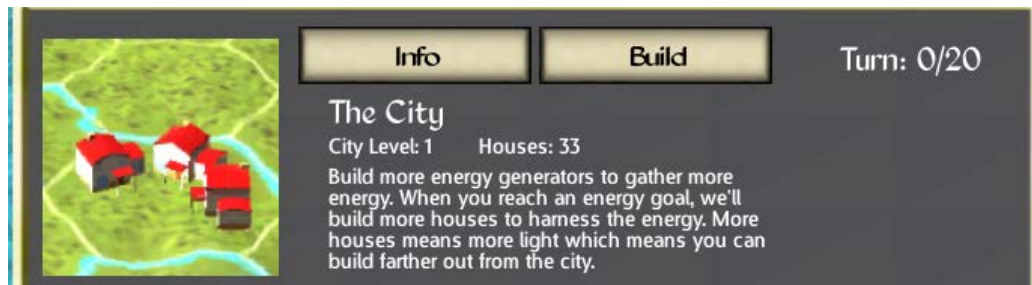 Info
Build
Turn: 0/20
The City
City Level: 1
Houses: 33
Build more energy generators to gather more
energy. When you reach an energy goal, we'll
build more houses to harness the energy. More
houses means more light which means you can
build farther out from the city.